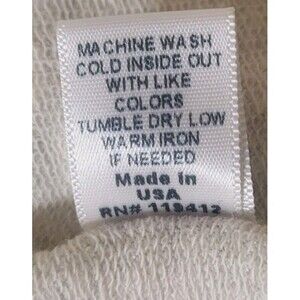 MACHINE WASH
COLD INSIDE OUT
WITH LIKE
COLORS
TUMBLE DRY LOW
WARM IRON
IF NEEDED
Made In
USA
RN# 119412